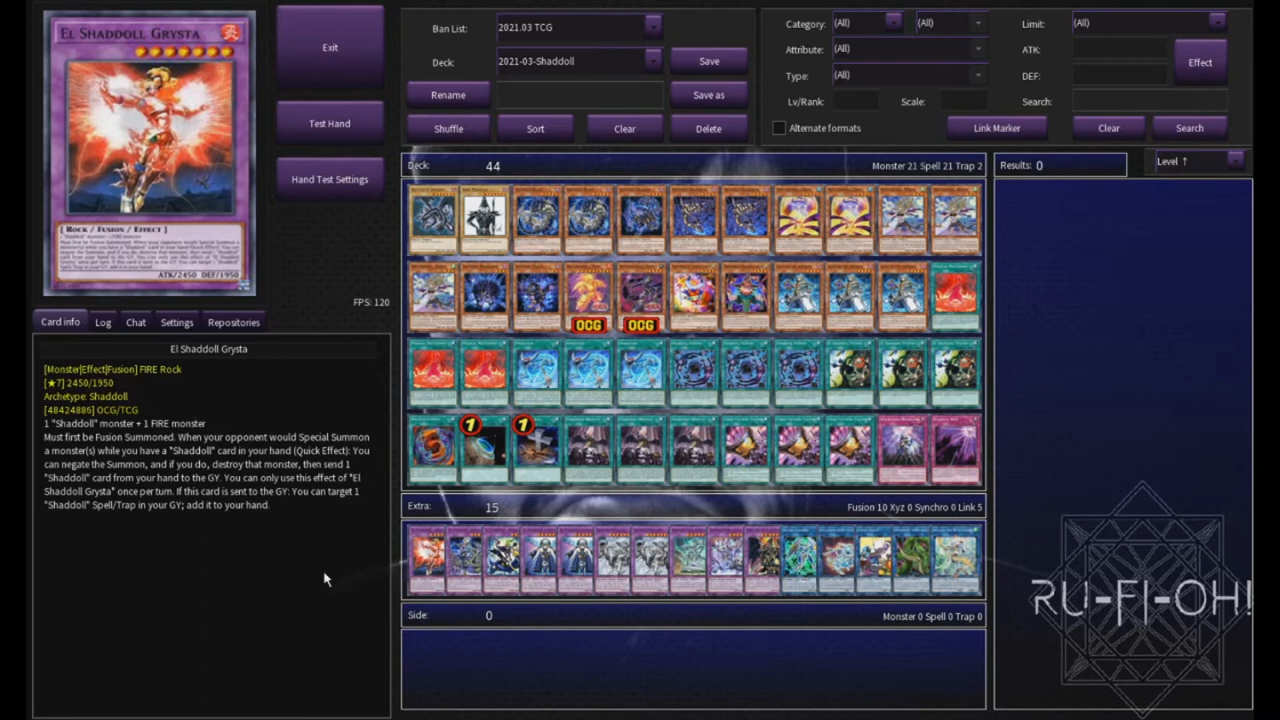 EL SHADDOLL GRYSTA
[ ROCK / FUSION / EFFECT ]
ATK/2450 DEF/1950
Exit
Test Hand
Hand Test Settings
FPS: 120
Card info
Log
Chat
Settings
Repositories
El Shaddoll Grysta
[Monster|Effect|Fusion] FIRE Rock
[★7] 2450/1950
Archetype: Shaddoll
[48424886] OCG/TCG
1 "Shaddoll" monster + 1 FIRE monster
Must first be Fusion Summoned. When your opponent would Special Summon
a monster(s) while you have a "Shaddoll" card in your hand (Quick Effect): You
can negate the Summon, and if you do, destroy that monster, then send 1
"Shaddoll" card from your hand to the GY. You can only use this effect of "El
Shaddoll Grysta" once per turn. If this card is sent to the GY: You can target 1
"Shaddoll" Spell/Trap in your GY; add it to your hand.
Ban List: 2021.03 TCG
Deck: 2021-03-Shaddoll
Save
Rename
Save as
Shuffle
Sort
Clear
Delete
Category: (All) (All)
Limit: (All)
Attribute: (All)
ATK:
Type: (All)
DEF:
Effect
Lv/Rank:
Scale:
Search:
Alternate formats
Link Marker
Clear
Search
Deck: 44
Monster 21 Spell 21 Trap 2
Results: 0
Level ↑
OCG
OCG
1
1
Extra: 15
Fusion 10 Xyz 0 Synchro 0 Link 5
Side: 0
Monster 0 Spell 0 Trap 0
RU-FI-OH!